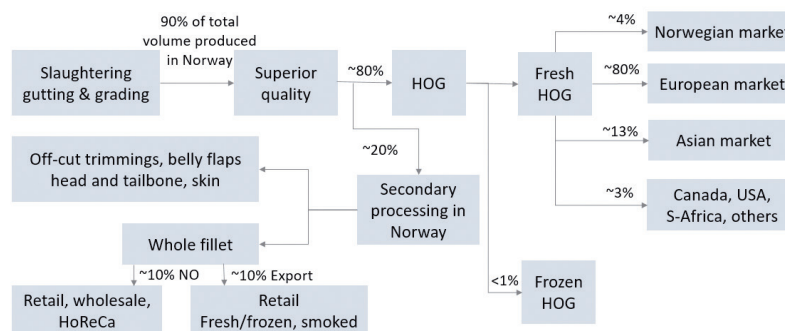 90% of total
volume produced
in Norway
Slaughtering
gutting & grading
Superior
quality
~80%
HOG
Fresh
HOG
~4%
Norwegian market
~80%
European market
~13%
Asian market
~3%
Canada, USA,
S-Africa, others
~20%
Off-cut trimmings, belly flaps
head and tailbone, skin
Secondary
processing in
Norway
Whole fillet
~10% NO
~10% Export
Retail, wholesale,
HoReCa
Retail
Fresh/frozen, smoked
<1%
Frozen
HOG